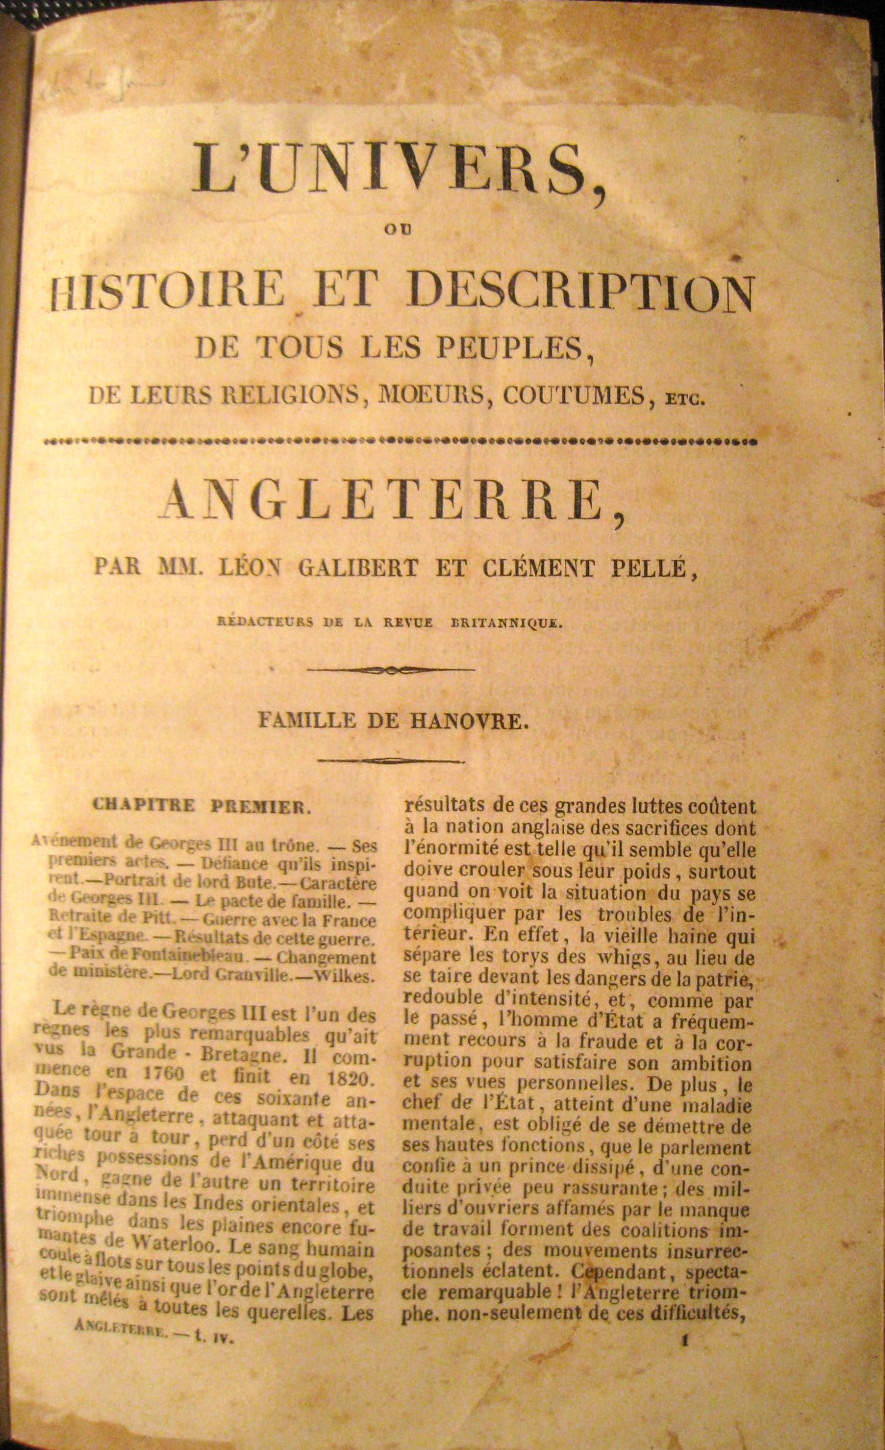 L'UNIVERS,
OU
HISTOIRE ET DESCRIPTION
DE TOUS LES PEUPLES,
DE LEURS RELIGIONS, MOEURS, COUTUMES, ETC.
ANGLETERRE,
PAR MM. LÉON GALIBERT ET CLÉMENT PELLÉ,
RÉDACTEURS DE LA REVUE BRITANNIQUE.
FAMILLE DE HANOVRE.
CHAPITRE PREMIER.
Avénement de Georges III au trône. — Ses
premiers actes. — Défiance qu'ils inspi-
rent. — Portrait de lord Bute. — Caractère
de Georges III. — Le pacte de famille. —
Retraite de Pitt. — Guerre avec la France
et l'Espagne. — Résultats de cette guerre.
— Paix de Fontainebleau. — Changement
de ministère. — Lord Granville. — Wilkes.
Le règne de Georges III est l'un des
règnes les plus remarquables qu'ait
vus la Grande-Bretagne. Il com-
mence en 1760 et finit en 1820.
Dans l'espace de ces soixante an-
nées, l'Angleterre, attaquant et atta-
quée tour à tour, perd d'un côté ses
riches possessions de l'Amérique du
Nord, gagne de l'autre un territoire
immense dans les Indes orientales, et
triomphe dans les plaines encore fu-
mantes de Waterloo. Le sang humain
coule à flots sur tous les points du globe,
et le glaive ainsi que l'or de l'Angleterre
sont mêlés à toutes les querelles. Les
ANGLETERRE. — t. IV.
résultats de ces grandes luttes coûtent
à la nation anglaise des sacrifices dont
l'énormité est telle qu'il semble qu'elle
doive crouler sous leur poids, surtout
quand on voit la situation du pays se
compliquer par les troubles de l'in-
térieur. En effet, la vieille haine qui
sépare les torys des whigs, au lieu de
se taire devant les dangers de la patrie,
redouble d'intensité, et, comme par
le passé, l'homme d'État a fréquem-
ment recours à la fraude et à la cor-
ruption pour satisfaire son ambition
et ses vues personnelles. De plus, le
chef de l'État, atteint d'une maladie
mentale, est obligé de se démettre de
ses hautes fonctions, que le parlement
confie à un prince dissipé, d'une con-
duite privée peu rassurante; des mil-
liers d'ouvriers affamés par le manque
de travail forment des coalitions im-
posantes; des mouvements insurrec-
tionnels éclatent. Cependant, specta-
cle remarquable! l'Angleterre triom-
phe. non-seulement de ces difficultés,
1